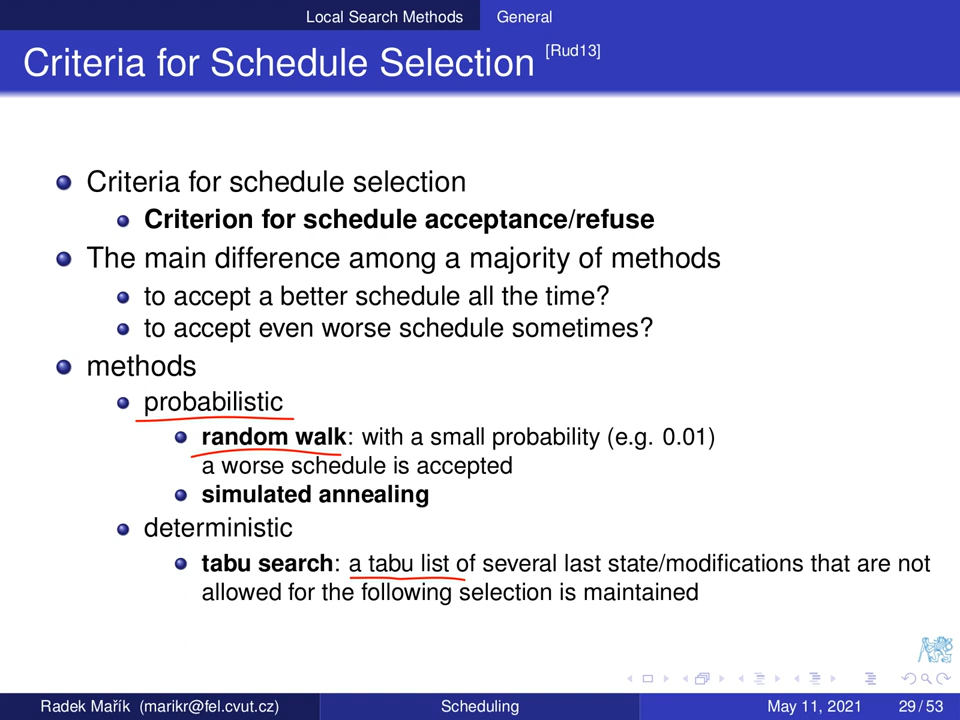 Local Search Methods General
Criteria for Schedule Selection [Rud13]
Criteria for schedule selection
Criterion for schedule acceptance/refuse
The main difference among a majority of methods
to accept a better schedule all the time?
to accept even worse schedule sometimes?
methods
probabilistic
random walk: with a small probability (e.g. 0.01)
a worse schedule is accepted
simulated annealing
deterministic
tabu search: a tabu list of several last state/modifications that are not
allowed for the following selection is maintained
Radek Mařík (marikr@fel.cvut.cz) Scheduling May 11, 2021 29 / 53